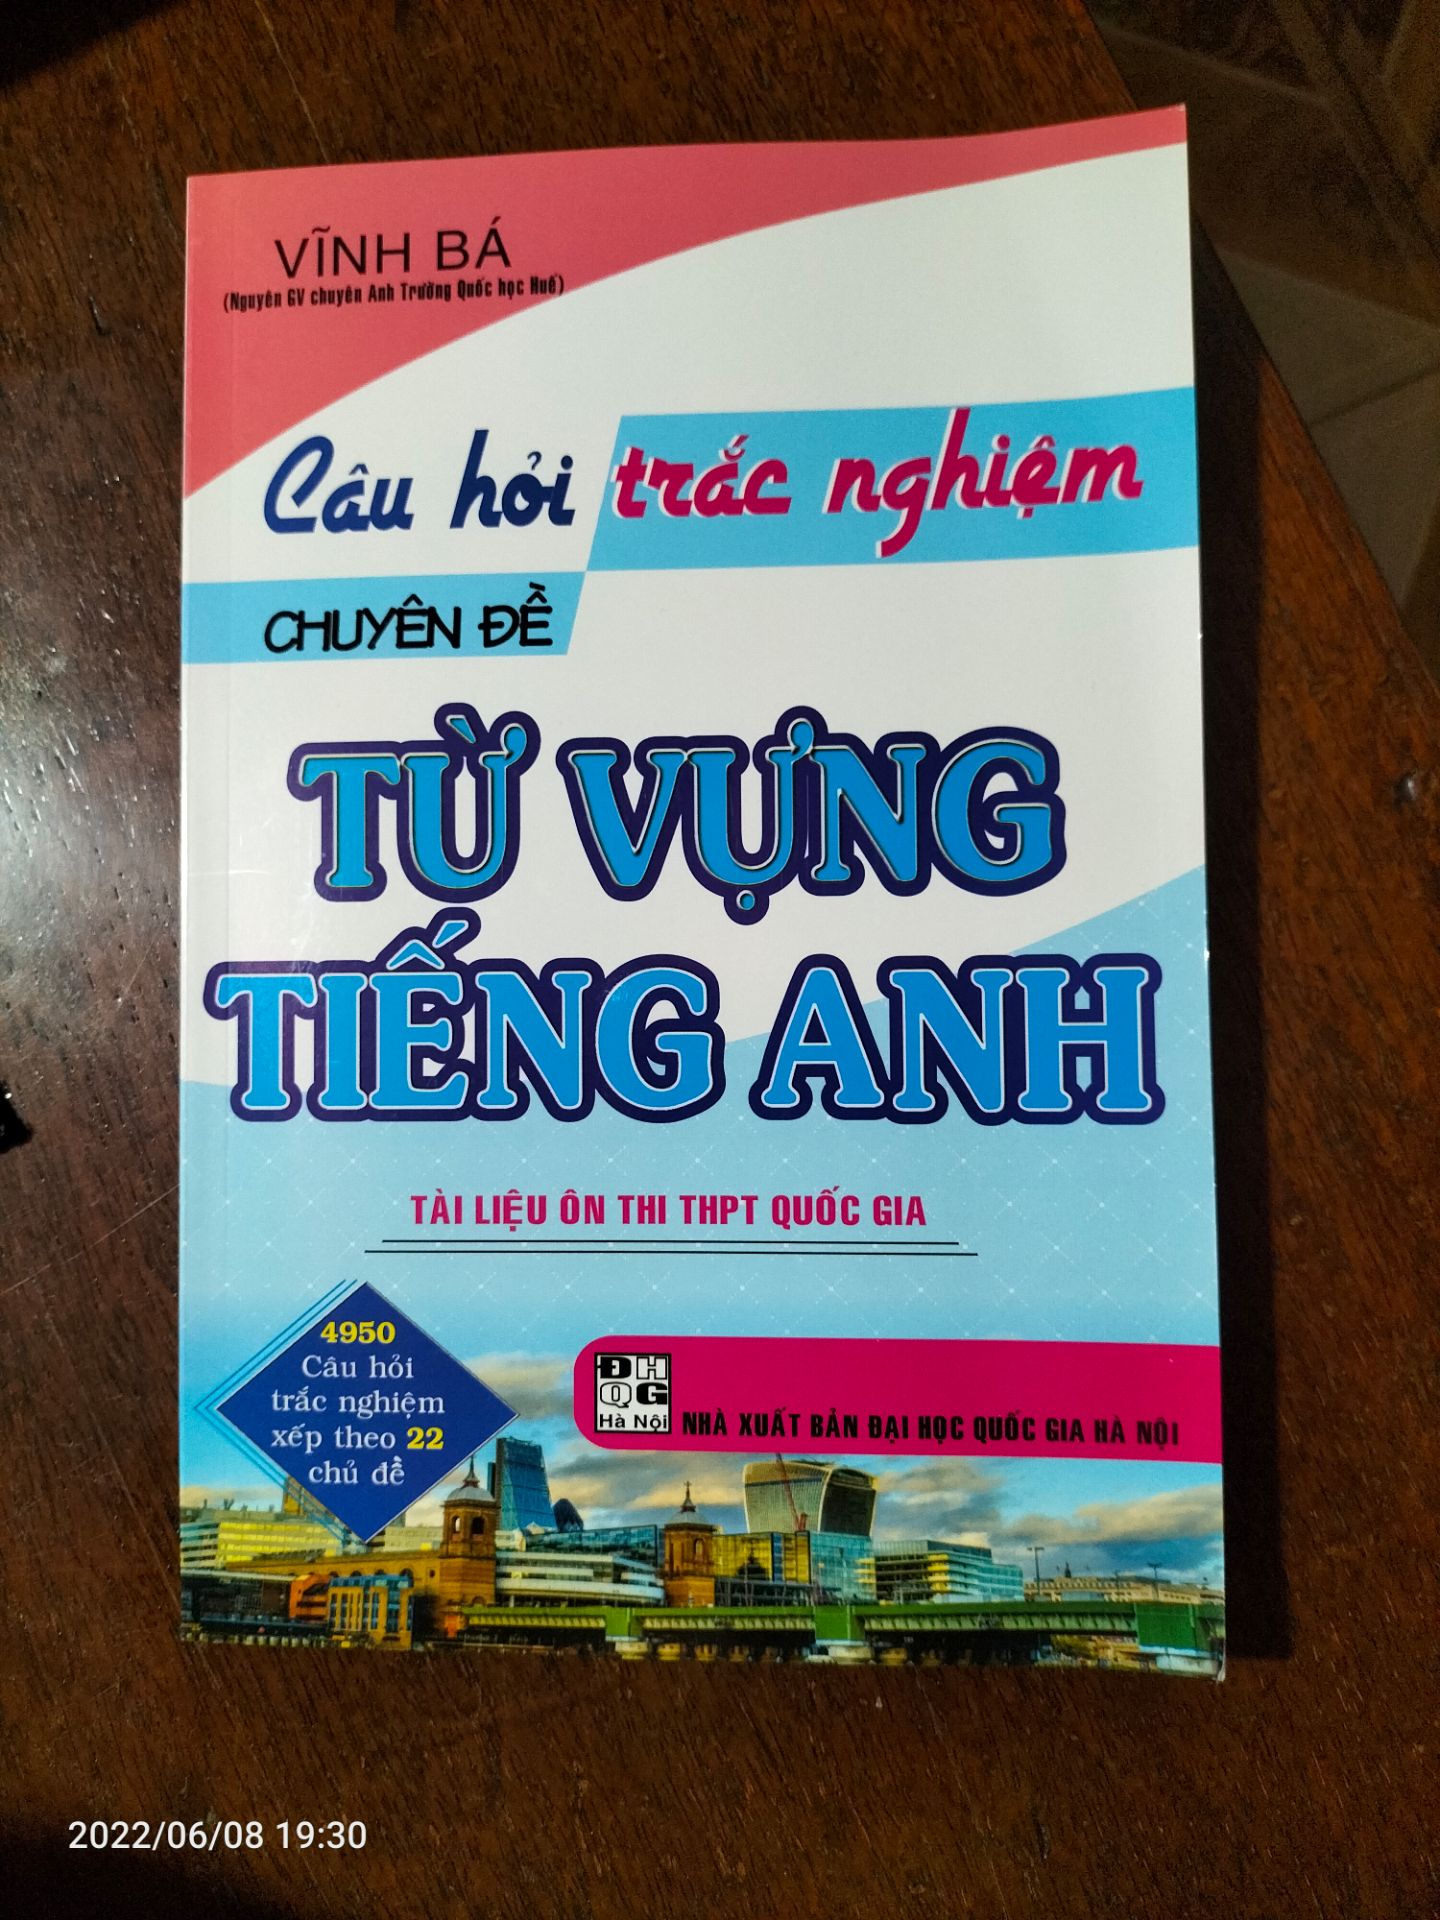 VĨNH BÁ
(Nguyên GV chuyên Anh Trường Quốc học Huế)
Câu hỏi trắc nghiệm
CHUYÊN ĐỀ
TỪ VỰNG
TIẾNG ANH
TÀI LIỆU ÔN THI THPT QUỐC GIA
4950
Câu hỏi
trắc nghiệm
xếp theo 22
chủ đề
ĐH
QG
Hà Nội
NHÀ XUẤT BẢN ĐẠI HỌC QUỐC GIA HÀ NỘI
2022/06/08 19:30